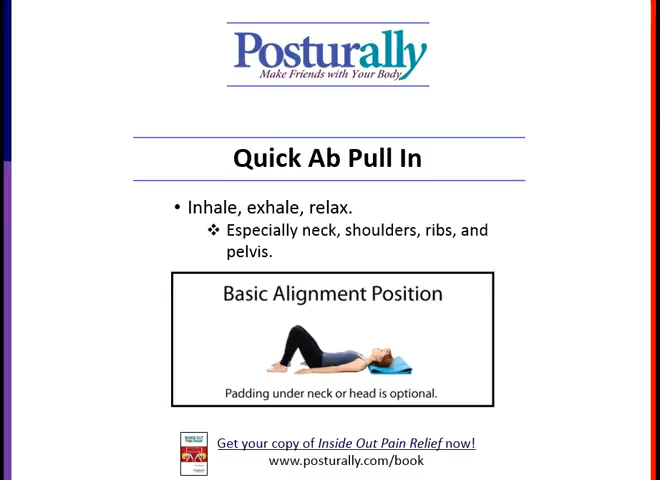 Posturally
Make Friends with Your Body
Quick Ab Pull In
• Inhale, exhale, relax.
❖ Especially neck, shoulders, ribs, and
pelvis.
Basic Alignment Position
Padding under neck or head is optional.
Get your copy of Inside Out Pain Relief now!
www.posturally.com/book